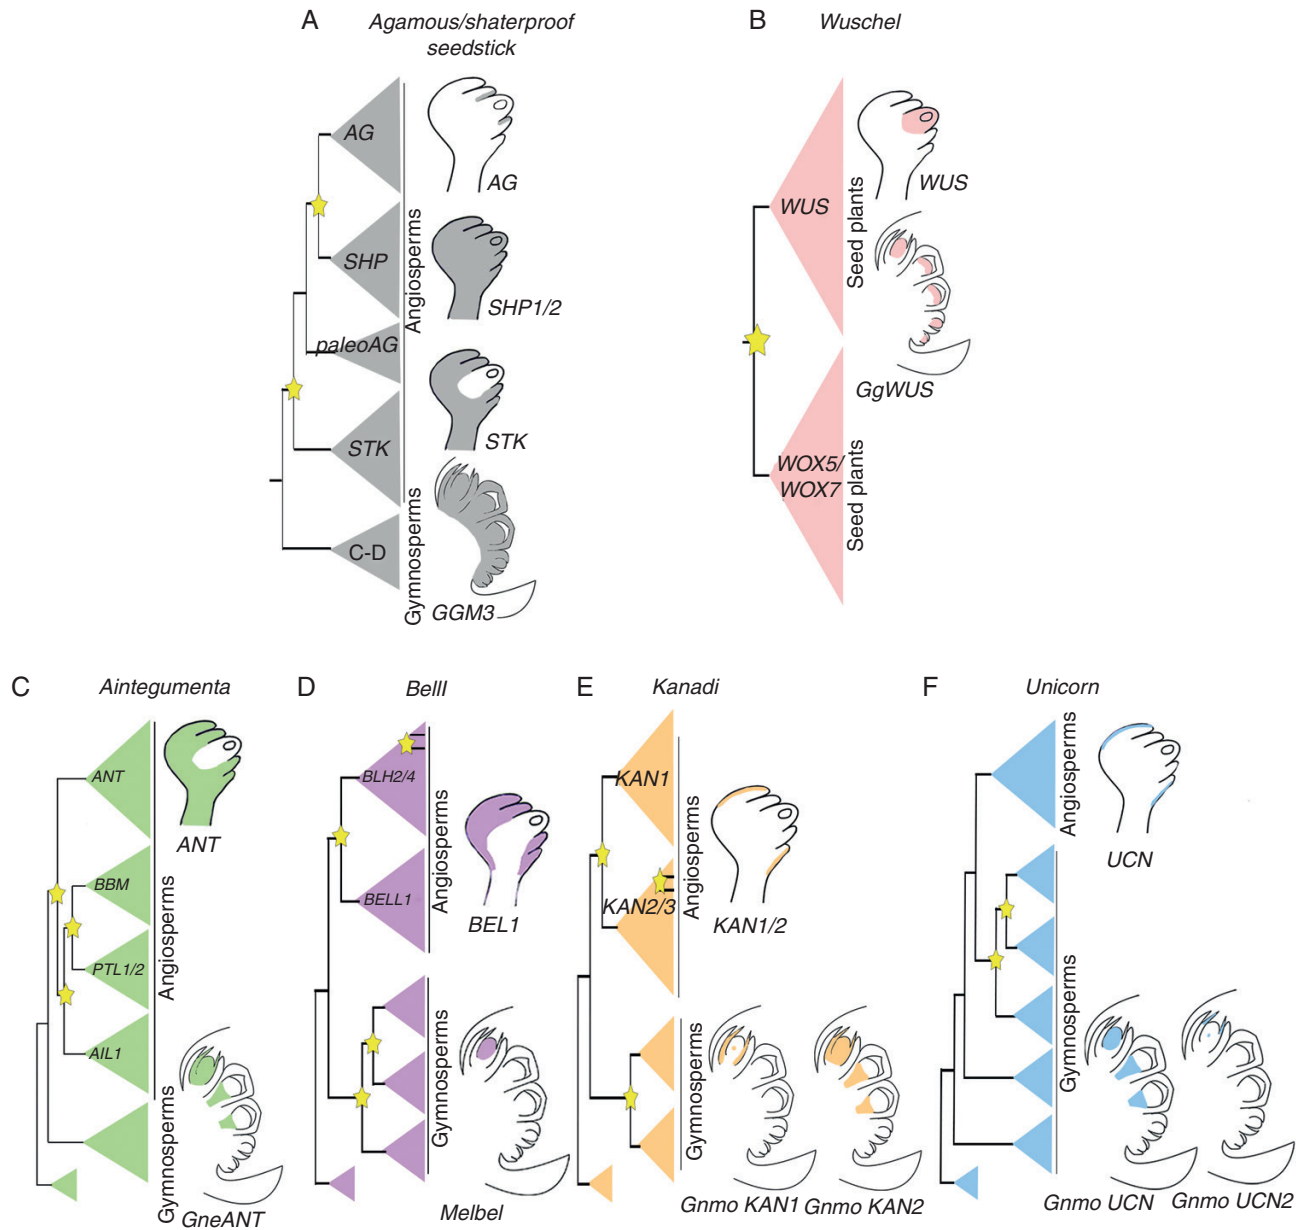 A
Agamous/shaterproof
seedstick
AG
AG
SHP
SHP1/2
paleoAG
STK
STK
C-D
GGM3
Angiosperms
Gymnosperms
B
Wuschel
WUS
WUS
GgWUS
WOX5/
WOX7
Seed plants
Seed plants
C
Aintegumenta
ANT
ANT
BBM
PTL1/2
AIL1
GneANT
Angiosperms
Gymnosperms
D
BellI
BLH2/4
BELL1
BEL1
Melbel
Angiosperms
Gymnosperms
E
Kanadi
KAN1
KAN2/3
KAN1/2
Gnmo KAN1
Gnmo KAN2
Angiosperms
Gymnosperms
F
Unicorn
UCN
Gnmo UCN
Gnmo UCN2
Angiosperms
Gymnosperms